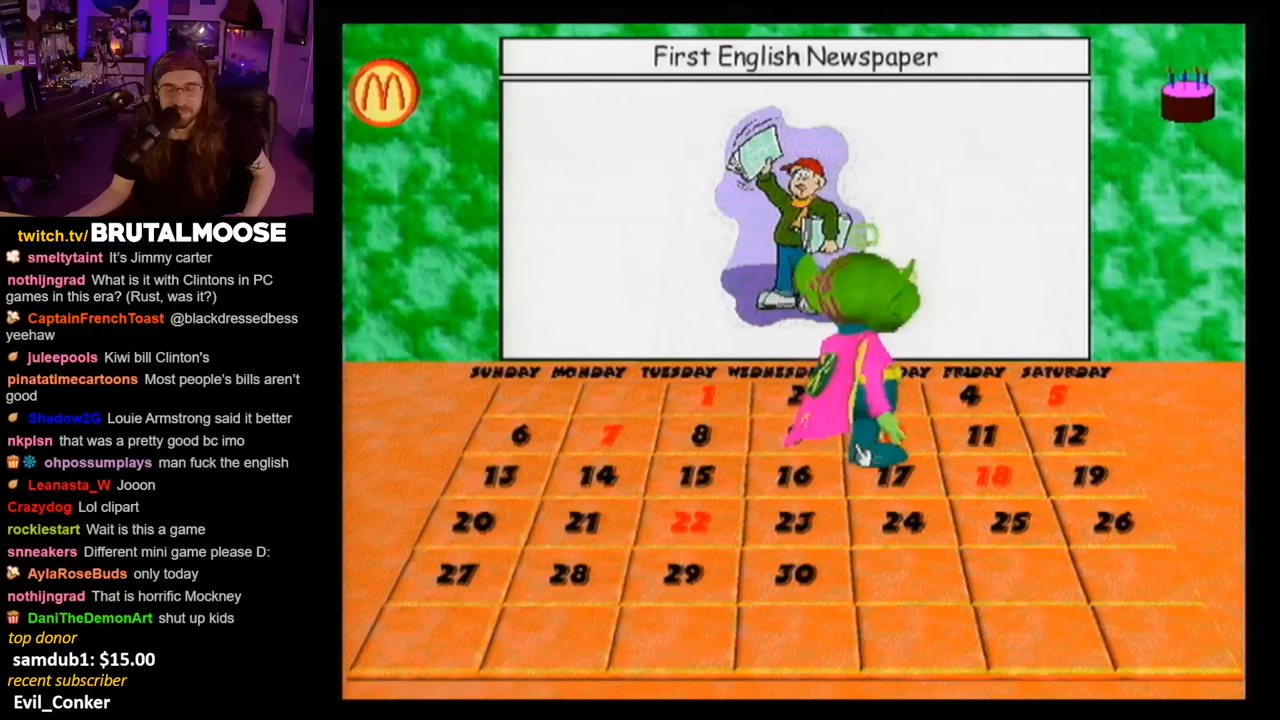 First English Newspaper
twitch.tv/BRUTALMOOSE
smeltytaint It's Jimmy carter
nothijngrad What is it with Clintons in PC
games in this era? (Rust, was it?)
CaptainFrenchToast @blackdressedbess
yeehaw
juleepools Kiwi bill Clinton's
pinatatimecartoons Most people's bills aren't
good
Shadow2G Louie Armstrong said it better
nkplsn that was a pretty good bc imo
ohpossumplays man fuck the english
Leanasta_W Jooon
Crazydog Lol clipart
rockiestart Wait is this a game
snneakers Different mini game please D:
AylaRoseBuds only today
nothijngrad That is horrific Mockney
DaniTheDemonArt shut up kids
top donor
samdub1: $15.00
recent subscriber
Evil_Conker
SUNDAY MONDAY TUESDAY FRIDAY SATURDAY
1 2 4 5
6 7 8 11 12
13 14 15 16 17 18 19
20 21 22 23 24 25 26
27 28 29 30